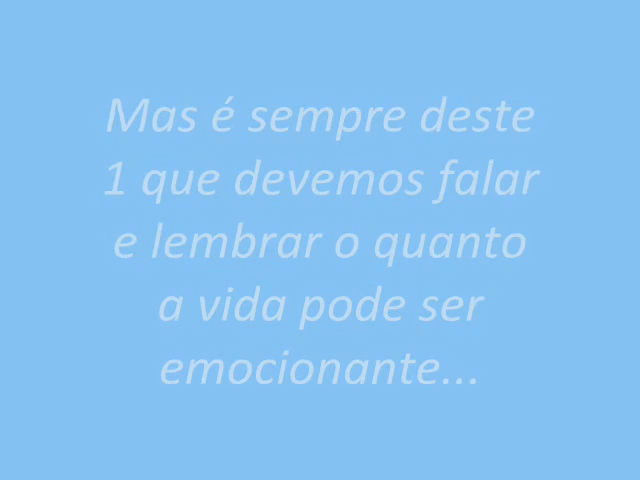 Mas é sempre deste
1 que devemos falar
e lembrar o quanto
a vida pode ser
emocionante...